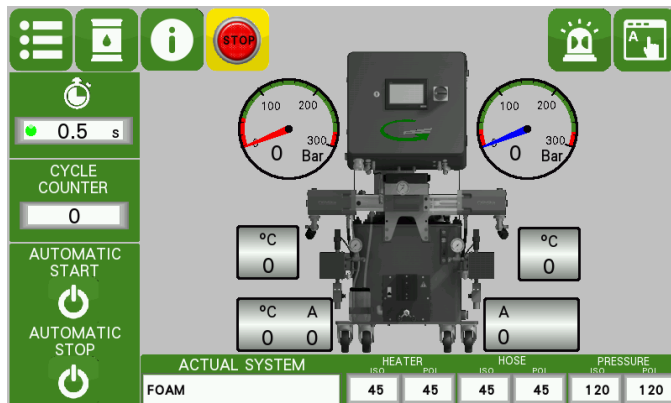 STOP
A
0.5 s
CYCLE
COUNTER
0
AUTOMATIC
START
AUTOMATIC
STOP
100 200
0 300
0 Bar
100 200
0 300
0 Bar
°C
0
°C
0
°C A
0 0
A
0
ACTUAL SYSTEM
FOAM
HEATER
ISO POL
45 45
HOSE
ISO POL
45 45
PRESSURE
ISO POL
120 120